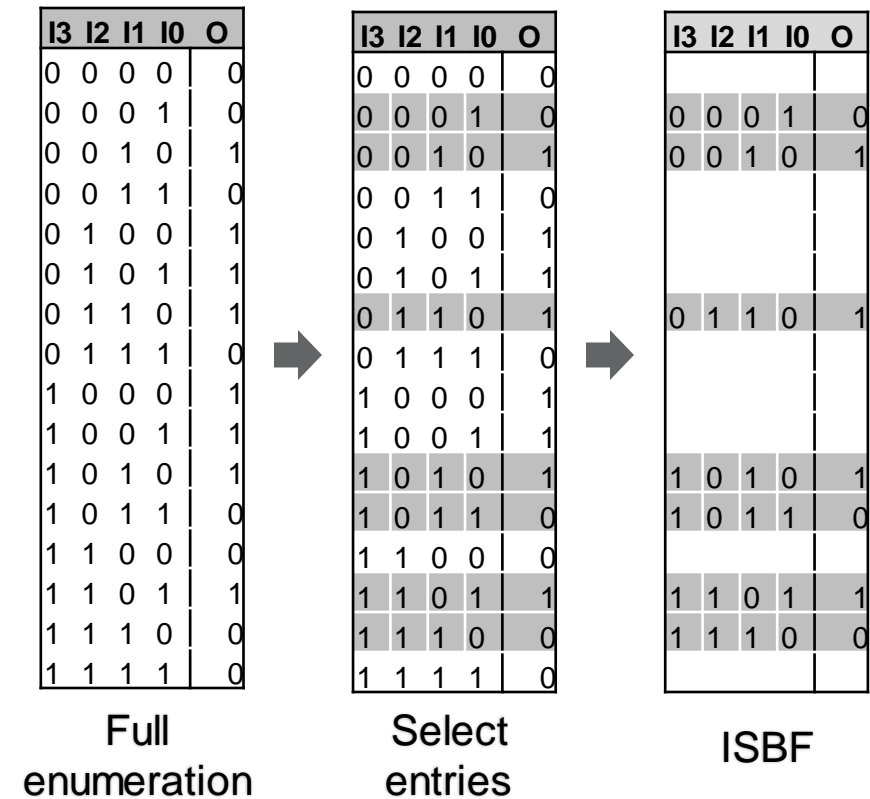 I3 I2 I1 I0 O
0 0 0 0 0
0 0 0 1 0
0 0 1 0 1
0 0 1 1 0
0 1 0 0 1
0 1 0 1 1
0 1 1 0 1
0 1 1 1 0
1 0 0 0 1
1 0 0 1 1
1 0 1 0 1
1 0 1 1 0
1 1 0 0 0
1 1 0 1 1
1 1 1 0 0
1 1 1 1 0
Full
enumeration
I3 I2 I1 I0 O
0 0 0 0 0
0 0 0 1 0
0 0 1 0 1
0 0 1 1 0
0 1 0 0 1
0 1 0 1 1
0 1 1 0 1
0 1 1 1 0
1 0 0 0 1
1 0 0 1 1
1 0 1 0 1
1 0 1 1 0
1 1 0 0 0
1 1 0 1 1
1 1 1 0 0
1 1 1 1 0
Select
entries
I3 I2 I1 I0 O
0 0 0 1 0
0 0 1 0 1
0 1 1 0 1
1 0 1 0 1
1 0 1 1 0
1 1 0 1 1
1 1 1 0 0
ISBF